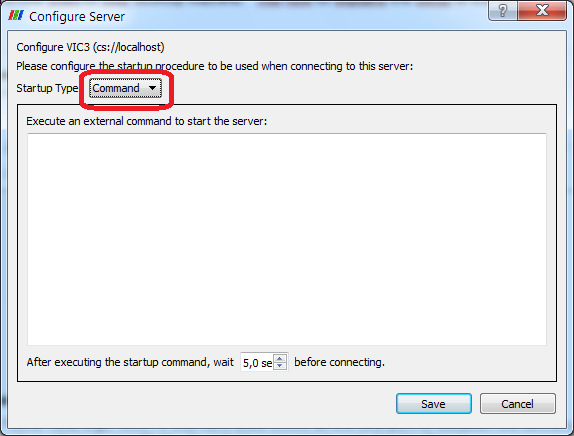 Configure Server
Configure VIC3 (cs://localhost)
Please configure the startup procedure to be used when connecting to this server:
Startup Type Command
Execute an external command to start the server:
After executing the startup command, wait 5,0 se before connecting.
Save Cancel